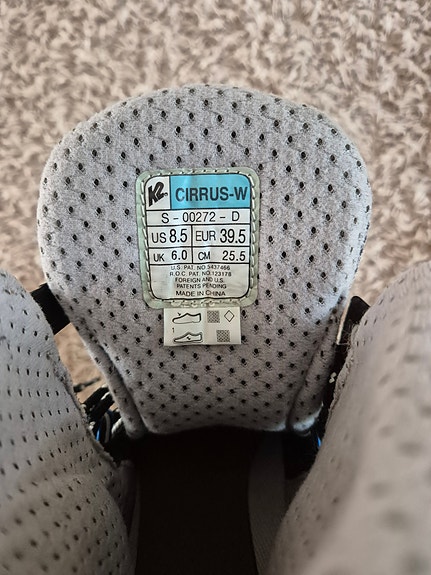 K2 CIRRUS-W
S - 00272 - D
US 8.5 EUR 39.5
UK 6.0 CM 25.5
U.S. PAT. NO.5437466
R.O.C. PAT. NO.123178
FOREIGN AND U.S.
PATENTS PENDING
MADE IN CHINA
1